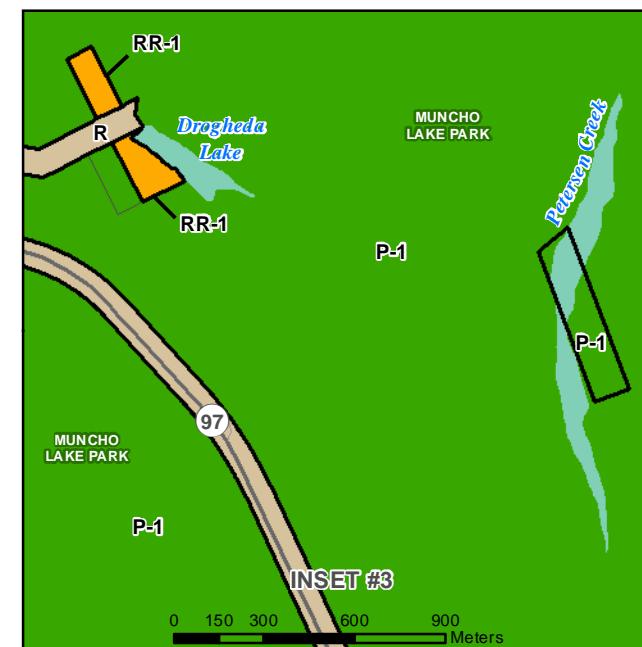 RR-1
R
Drogheda
Lake
RR-1
MUNCHO
LAKE PARK
Petersen Creek
P-1
P-1
97
MUNCHO
LAKE PARK
P-1
INSET #3
0 150 300 600 900
Meters